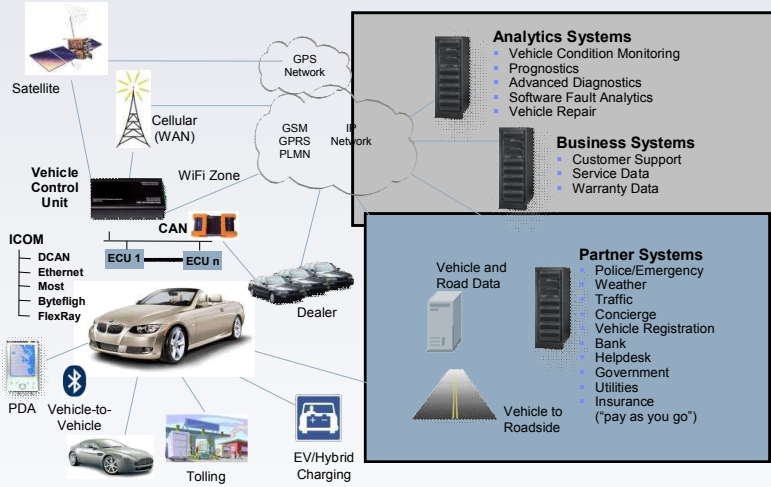 Satellite
GPS
Network
Cellular
(WAN)
GSM
GPRS
PLMN
IP
Network
Vehicle
Control
Unit
WiFi Zone
CAN
ICOM
DCAN
Ethernet
Most
Bytefligh
FlexRay
ECU 1
ECU n
Dealer
PDA
Vehicle-to-
Vehicle
Tolling
EV/Hybrid
Charging
Analytics Systems
Vehicle Condition Monitoring
Prognostics
Advanced Diagnostics
Software Fault Analytics
Vehicle Repair
Business Systems
Customer Support
Service Data
Warranty Data
Vehicle and
Road Data
Partner Systems
Police/Emergency
Weather
Traffic
Concierge
Vehicle Registration
Bank
Helpdesk
Government
Utilities
Insurance
(“pay as you go”)
Vehicle to
Roadside